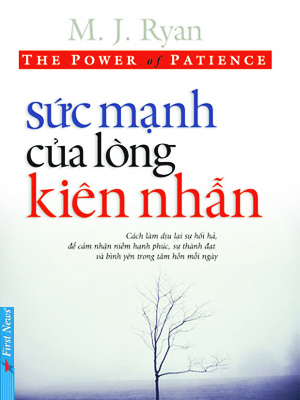 M. J. Ryan
THE POWER of PATIENCE
sức mạnh
của lòng
kiên nhẫn
Cách làm dịu lại sự hối hả,
để cảm nhận niềm hạnh phúc, sự thành đạt
và bình yên trong tâm hồn mỗi ngày
First News